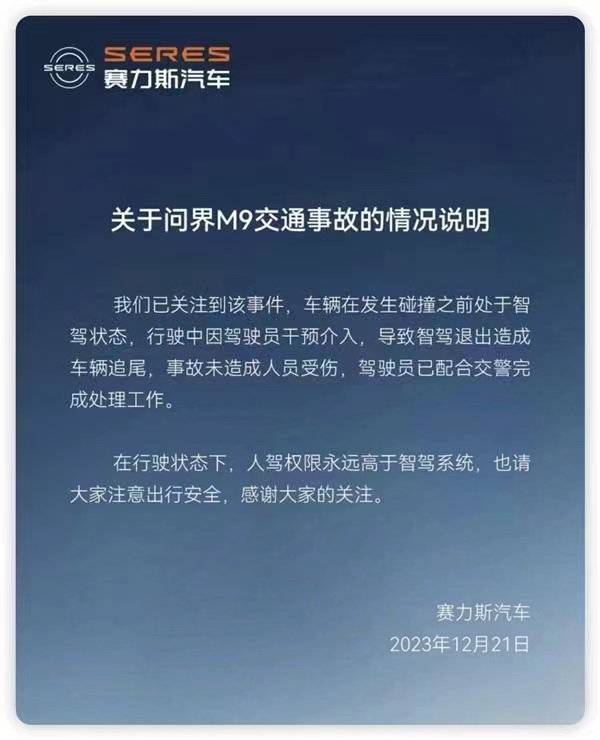 SERES
SERES
赛力斯汽车
关于问界M9交通事故的情况说明
我们已关注到该事件，车辆在发生碰撞之前处于智
驾状态，行驶中因驾驶员干预介入，导致智驾退出造成
车辆追尾，事故未造成人员受伤，驾驶员已配合交警完
成处理工作。
在行驶状态下，人驾权限永远高于智驾系统，也请
大家注意出行安全，感谢大家的关注。
赛力斯汽车
2023年12月21日